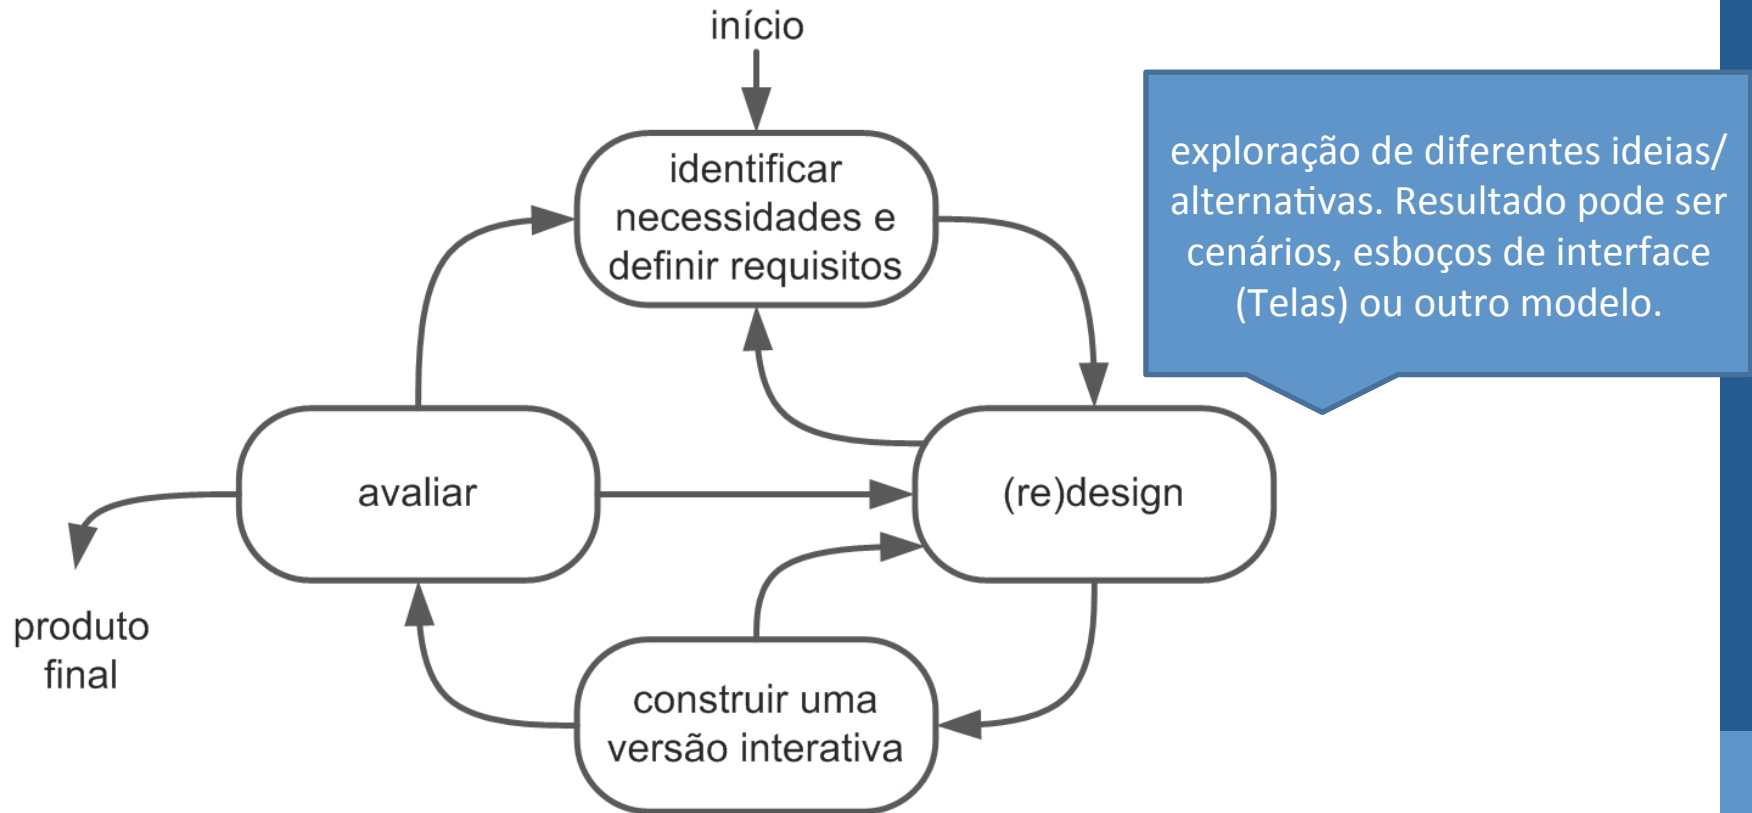 início
identificar
necessidades e
definir requisitos
exploração de diferentes ideias/
alternativas. Resultado pode ser
cenários, esboços de interface
(Telas) ou outro modelo.
avaliar
(re)design
produto
final
construir uma
versão interativa